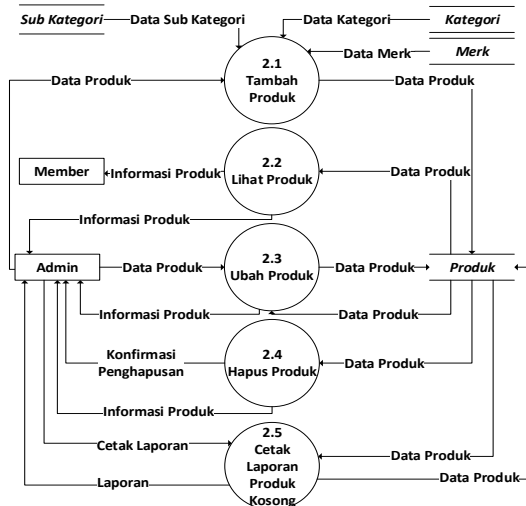 Sub Kategori
Data Sub Kategori
Data Kategori
Kategori
Data Merk
Merk
2.1
Tambah
Produk
Data Produk
Data Produk
2.2
Lihat Produk
Member
Informasi Produk
Data Produk
Informasi Produk
Admin
Data Produk
2.3
Ubah Produk
Data Produk
Produk
Informasi Produk
Data Produk
2.4
Hapus Produk
Konfirmasi
Penghapusan
Data Produk
Informasi Produk
2.5
Cetak
Laporan
Produk
Kosong
Cetak Laporan
Data Produk
Laporan
Data Produk